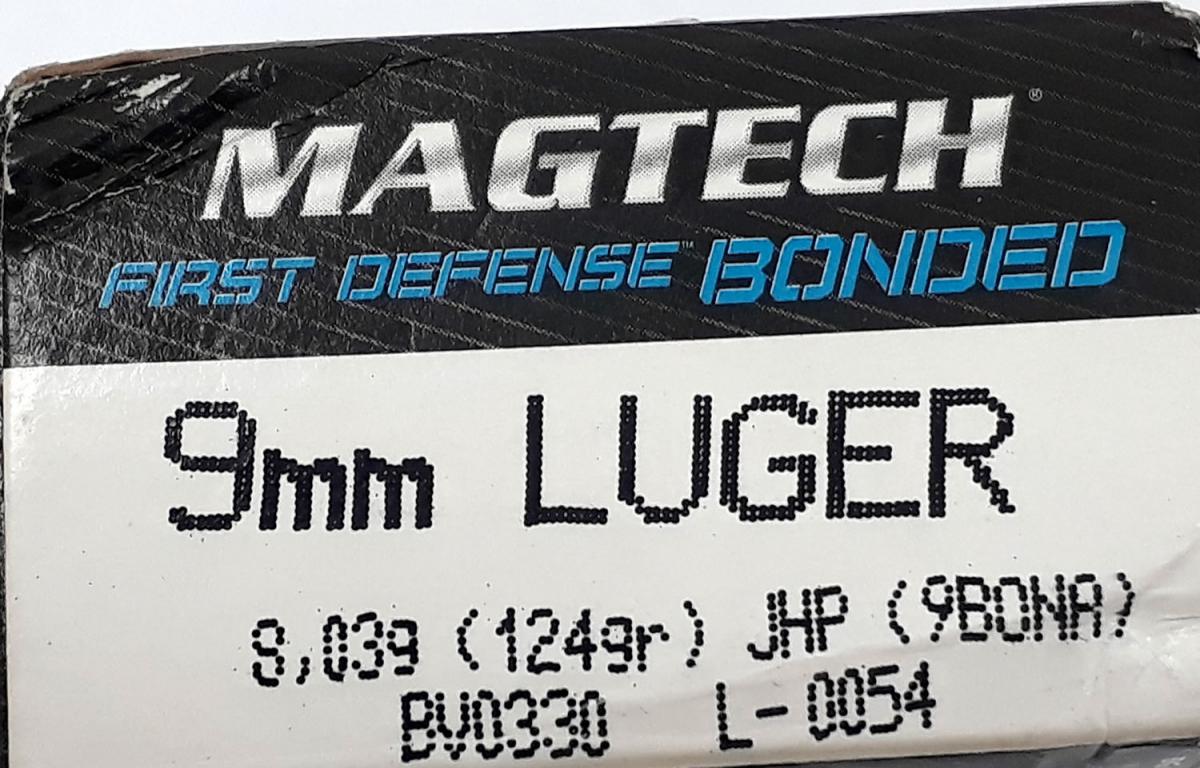 MAGTECH®
FIRST DEFENSE™ BONDED
9mm LUGER
8,03g (124gr) JHP (9BONA)
BV0330 L-0054